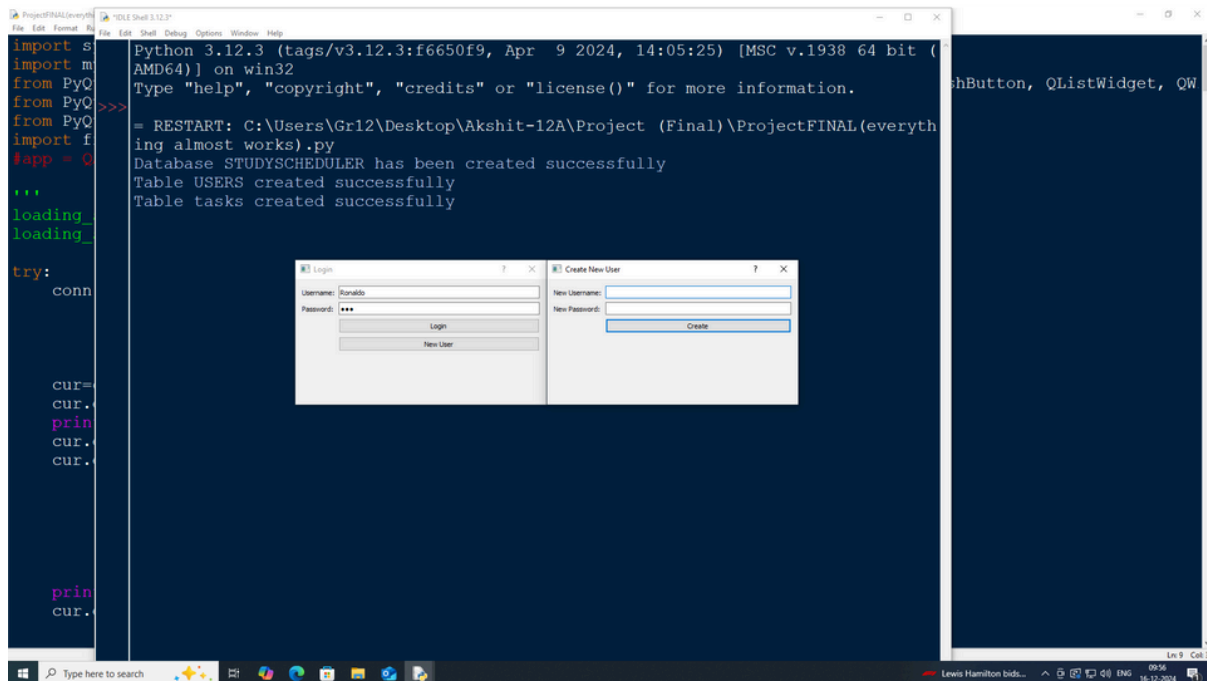 ProjectFINAL(everyth
File Edit Format Ru
*IDLE Shell 3.12.3*
File Edit Shell Debug Options Window Help
import s
import m
from PyQ
from PyQ
from PyQ
import f
#app = Q
'''
loading_
loading_
try:
conn
cur=
cur.
prin
cur.
cur.
prin
cur.
Python 3.12.3 (tags/v3.12.3:f6650f9, Apr 9 2024, 14:05:25) [MSC v.1938 64 bit (
AMD64)] on win32
Type "help", "copyright", "credits" or "license()" for more information.
>>>
= RESTART: C:\Users\Gr12\Desktop\Akshit-12A\Project (Final)\ProjectFINAL(everyth
ing almost works).py
Database STUDYSCHEDULER has been created successfully
Table USERS created successfully
Table tasks created successfully
hButton, QListWidget, QW
Login
Username: Ronaldo
Password: •••
Login
New User
Create New User
New Username:
New Password:
Create
Ln: 9 Col:
Type here to search
Lewis Hamilton bids...
ENG
09:56
16-12-2024